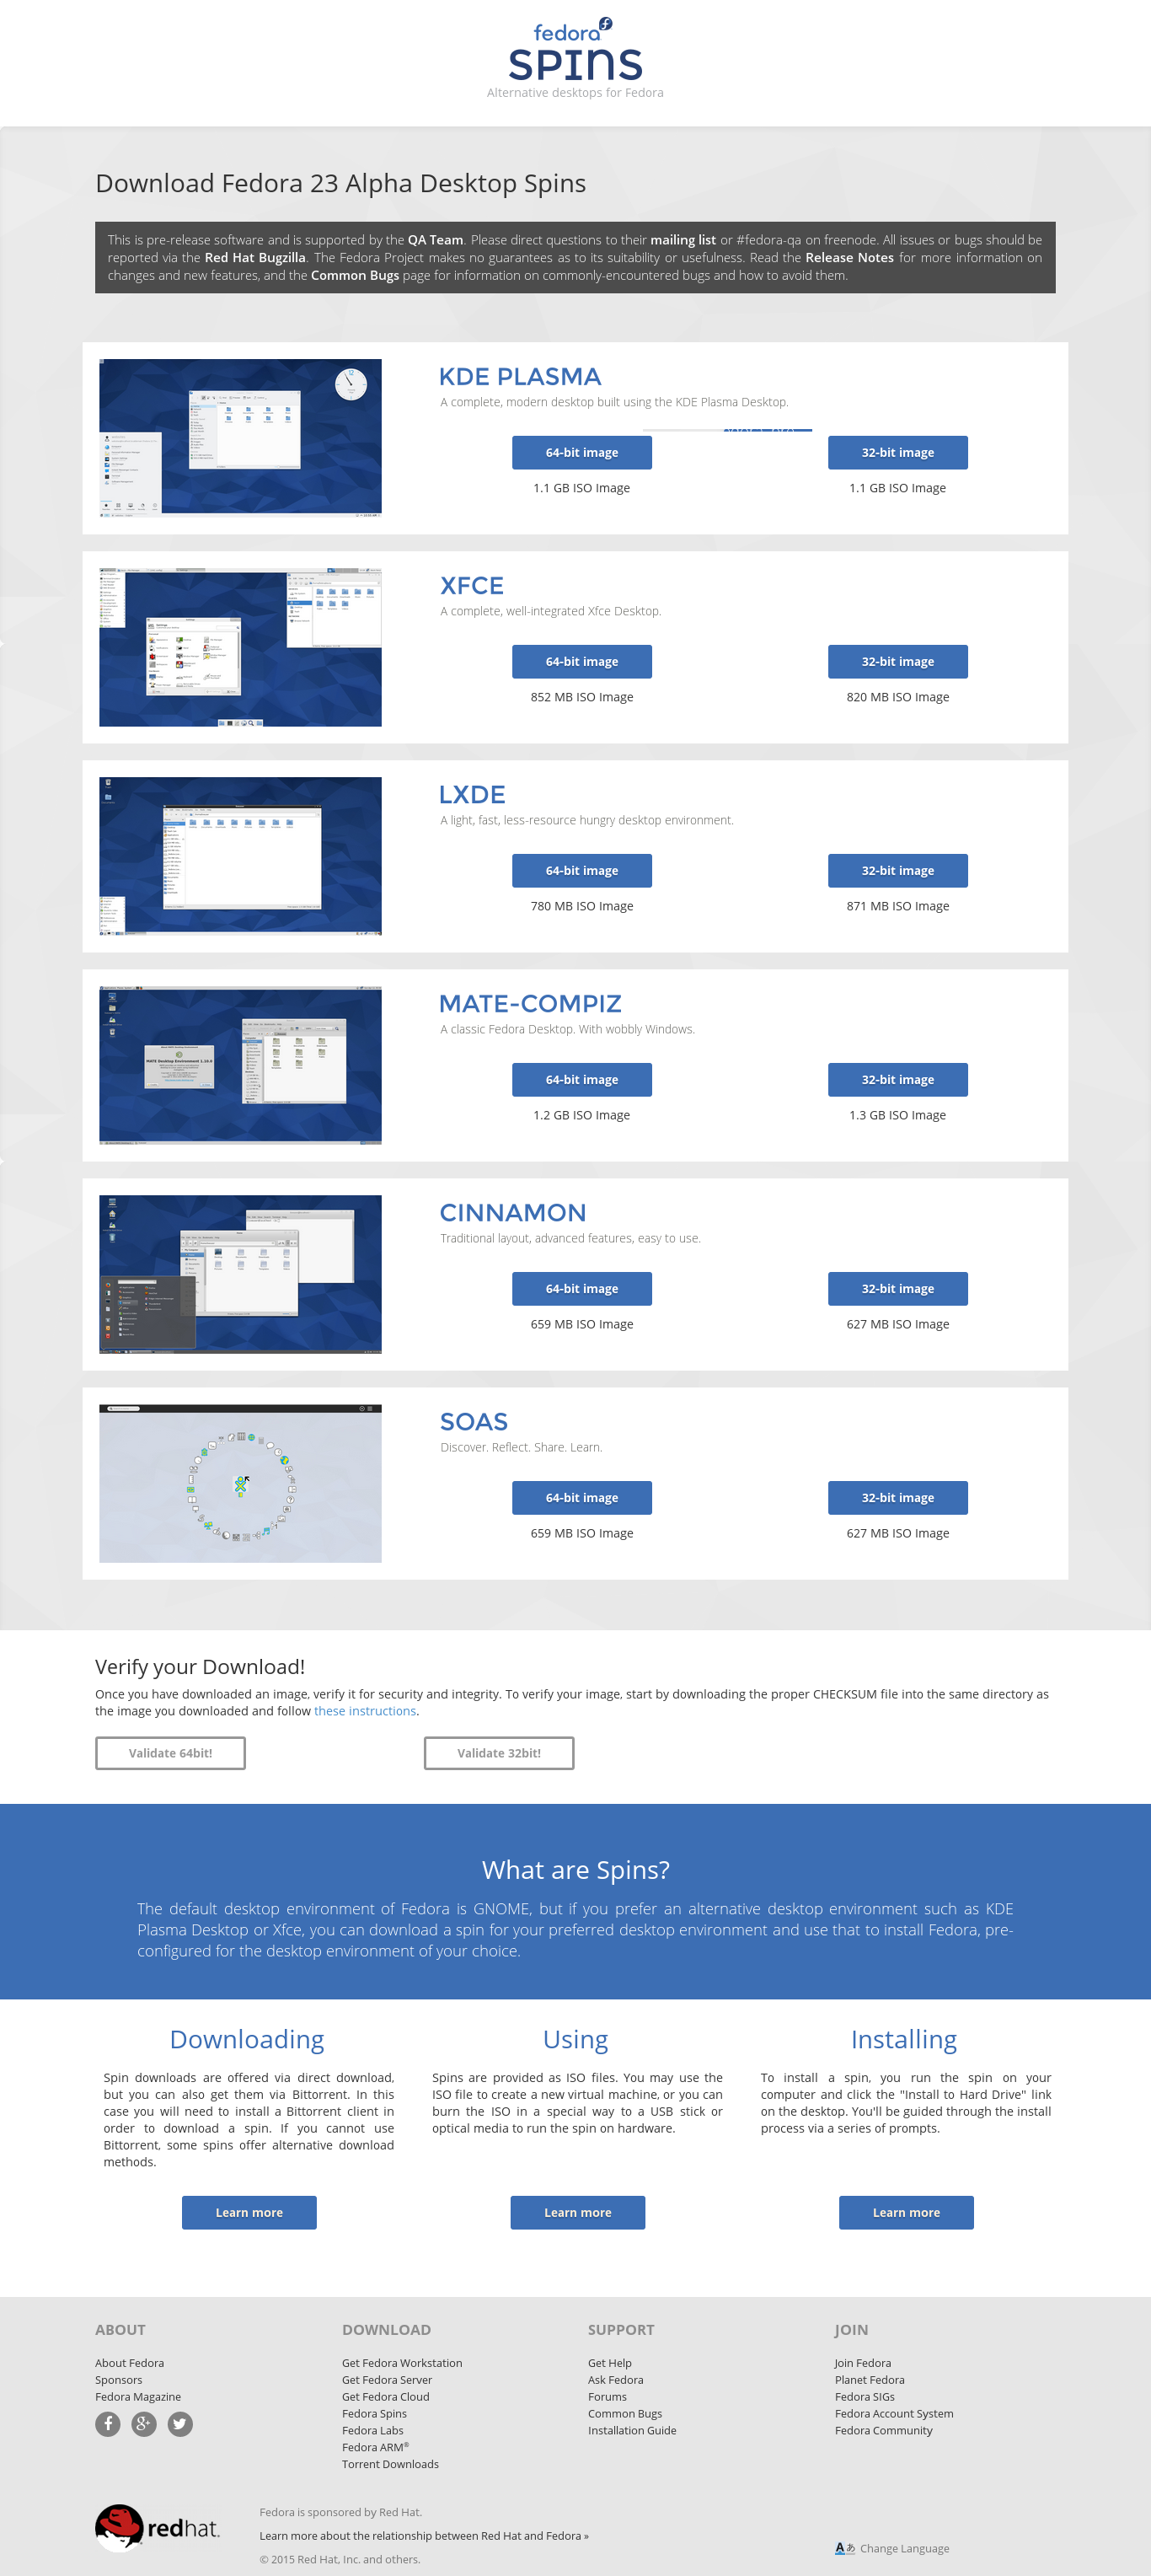 fedora
SPINS
Alternative desktops for Fedora
Download Fedora 23 Alpha Desktop Spins
This is pre-release software and is supported by the QA Team. Please direct questions to their mailing list or #fedora-qa on freenode. All issues or bugs should be
reported via the Red Hat Bugzilla. The Fedora Project makes no guarantees as to its suitability or usefulness. Read the Release Notes for more information on
changes and new features, and the Common Bugs page for information on commonly-encountered bugs and how to avoid them.
KDE PLASMA
A complete, modern desktop built using the KDE Plasma Desktop.
64-bit image
32-bit image
1.1 GB ISO Image
1.1 GB ISO Image
XFCE
A complete, well-integrated Xfce Desktop.
64-bit image
32-bit image
852 MB ISO Image
820 MB ISO Image
LXDE
A light, fast, less-resource hungry desktop environment.
64-bit image
32-bit image
780 MB ISO Image
871 MB ISO Image
MATE-COMPIZ
A classic Fedora Desktop. With wobbly Windows.
64-bit image
32-bit image
1.2 GB ISO Image
1.3 GB ISO Image
CINNAMON
Traditional layout, advanced features, easy to use.
64-bit image
32-bit image
659 MB ISO Image
627 MB ISO Image
SOAS
Discover. Reflect. Share. Learn.
64-bit image
32-bit image
659 MB ISO Image
627 MB ISO Image
Verify your Download!
Once you have downloaded an image, verify it for security and integrity. To verify your image, start by downloading the proper CHECKSUM file into the same directory as
the image you downloaded and follow these instructions.
Validate 64bit!
Validate 32bit!
What are Spins?
The default desktop environment of Fedora is GNOME, but if you prefer an alternative desktop environment such as KDE
Plasma Desktop or Xfce, you can download a spin for your preferred desktop environment and use that to install Fedora, pre-
configured for the desktop environment of your choice.
Downloading
Spin downloads are offered via direct download,
but you can also get them via Bittorrent. In this
case you will need to install a Bittorrent client in
order to download a spin. If you cannot use
Bittorrent, some spins offer alternative download
methods.
Learn more
Using
Spins are provided as ISO files. You may use the
ISO file to create a new virtual machine, or you can
burn the ISO in a special way to a USB stick or
optical media to run the spin on hardware.
Learn more
Installing
To install a spin, you run the spin on your
computer and click the "Install to Hard Drive" link
on the desktop. You'll be guided through the install
process via a series of prompts.
Learn more
ABOUT
About Fedora
Sponsors
Fedora Magazine
DOWNLOAD
Get Fedora Workstation
Get Fedora Server
Get Fedora Cloud
Fedora Spins
Fedora Labs
Fedora ARM®
Torrent Downloads
SUPPORT
Get Help
Ask Fedora
Forums
Common Bugs
Installation Guide
JOIN
Join Fedora
Planet Fedora
Fedora SIGs
Fedora Account System
Fedora Community
redhat.
Fedora is sponsored by Red Hat.
Learn more about the relationship between Red Hat and Fedora »
© 2015 Red Hat, Inc. and others.
Change Language